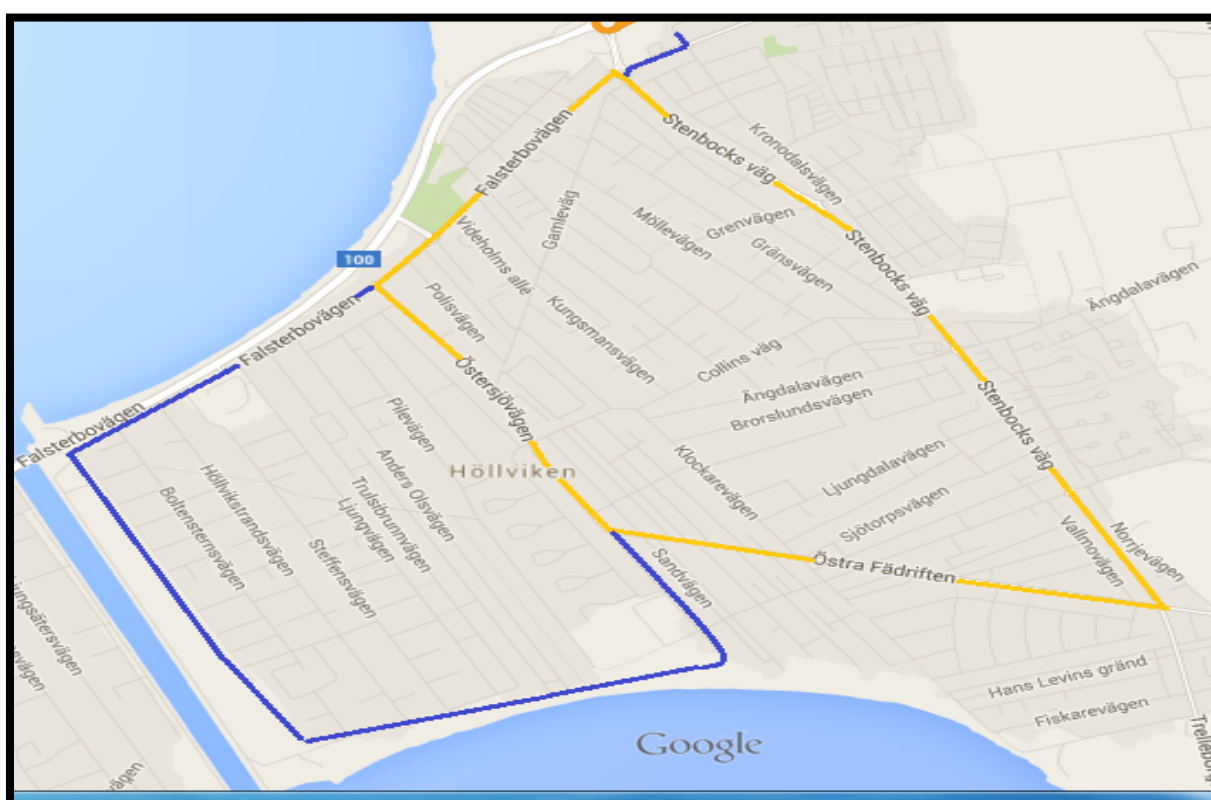 Kronodalsvägen
Stenbocks väg
Falsterbovägen
Gamleväg
Möllevägen
Grenvägen
Gränsvägen
Videholms allé
Stenbocks väg
Ängdalavägen
100
Polisvägen
Kungsmansvägen
Falsterbovägen
Collins väg
Östersjövägen
Ängdalavägen
Brorslundsvägen
Stenbocks väg
Pilevägen
Falsterbovägen
Höllviken
Anders Olsvägen
Klockarevägen
Ljungdalavägen
Höllvikstrandsvägen
Boltensternsvägen
Trulsibrunnvägen
Ljungvägen
Steffensvägen
Sjötorpsvägen
Sandvägen
Östra Fädriften
Vallmovägen
Norrjevägen
Hans Levins gränd
Fiskarevägen
Google